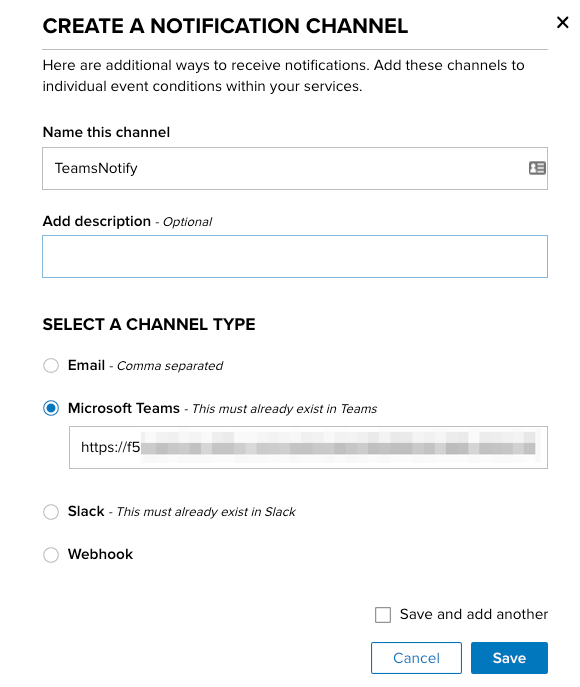 CREATE A NOTIFICATION CHANNEL
Here are additional ways to receive notifications. Add these channels to
individual event conditions within your services.
Name this channel
TeamsNotify
Add description - Optional
SELECT A CHANNEL TYPE
Email - Comma separated
Microsoft Teams - This must already exist in Teams
https://f5
Slack - This must already exist in Slack
Webhook
Save and add another
Cancel
Save